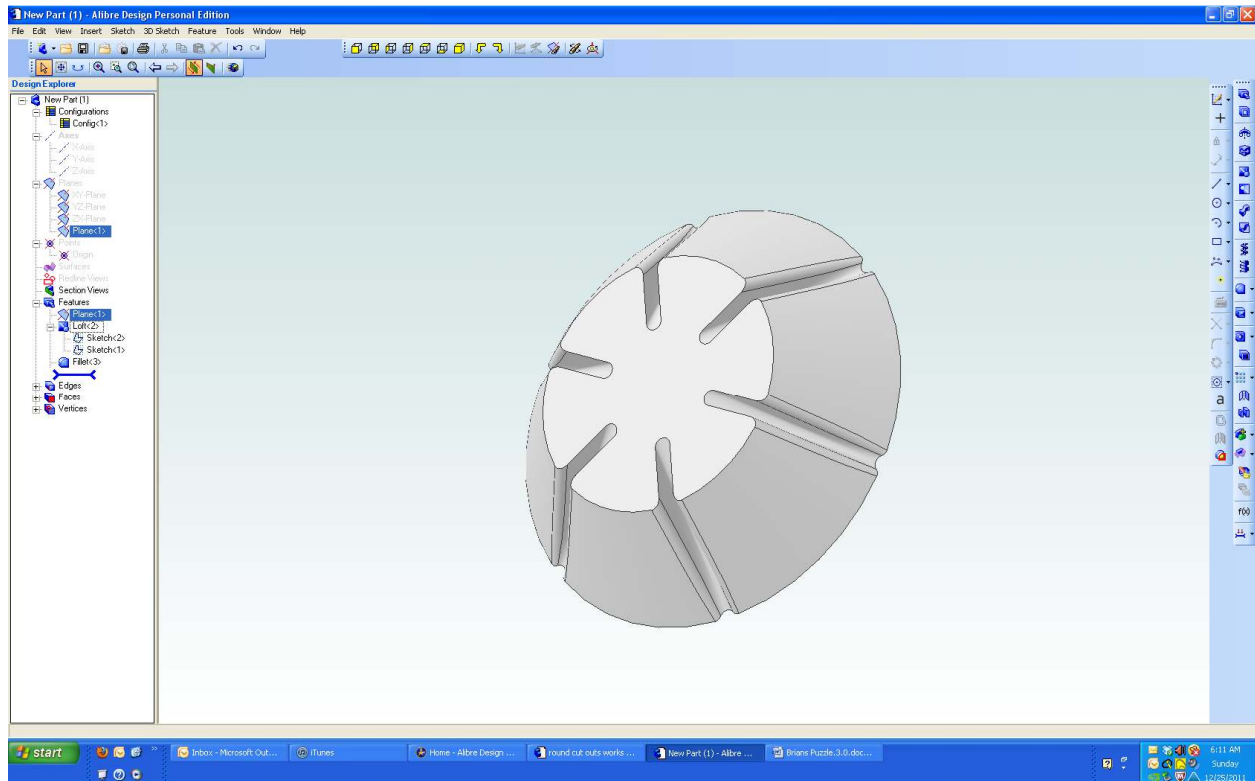 New Part (1) - Alibre Design Personal Edition
File Edit View Insert Sketch 3D Sketch Feature Tools Window Help
Design Explorer
New Part (1)
Configurations
Config<1>
Axes
X-Axis
Y-Axis
Z-Axis
Planes
XY-Plane
YZ-Plane
ZX-Plane
Plane<1>
Points
Origin
Surfaces
Redline Views
Section Views
Features
Plane<1>
Loft<2>
Sketch<2>
Sketch<1>
Fillet<3>
Edges
Faces
Vertices
a
f(x)
start
Inbox - Microsoft Out...
iTunes
Home - Alibre Design ...
round cut outs works ...
New Part (1) - Alibre ...
Brians Puzzle.3.0.doc...
6:11 AM
Sunday
12/25/2011